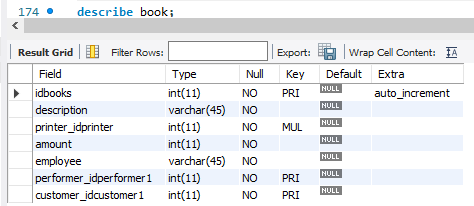 174 describe book;
Result Grid Filter Rows: Export: Wrap Cell Content: IA
Field Type Null Key Default Extra
idbooks int(11) NO PRI NULL auto_increment
description varchar(45) NO NULL
printer_idprinter int(11) NO MUL NULL
amount int(11) NO NULL
employee varchar(45) NO NULL
performer_idperformer1 int(11) NO PRI NULL
customer_idcustomer1 int(11) NO PRI NULL